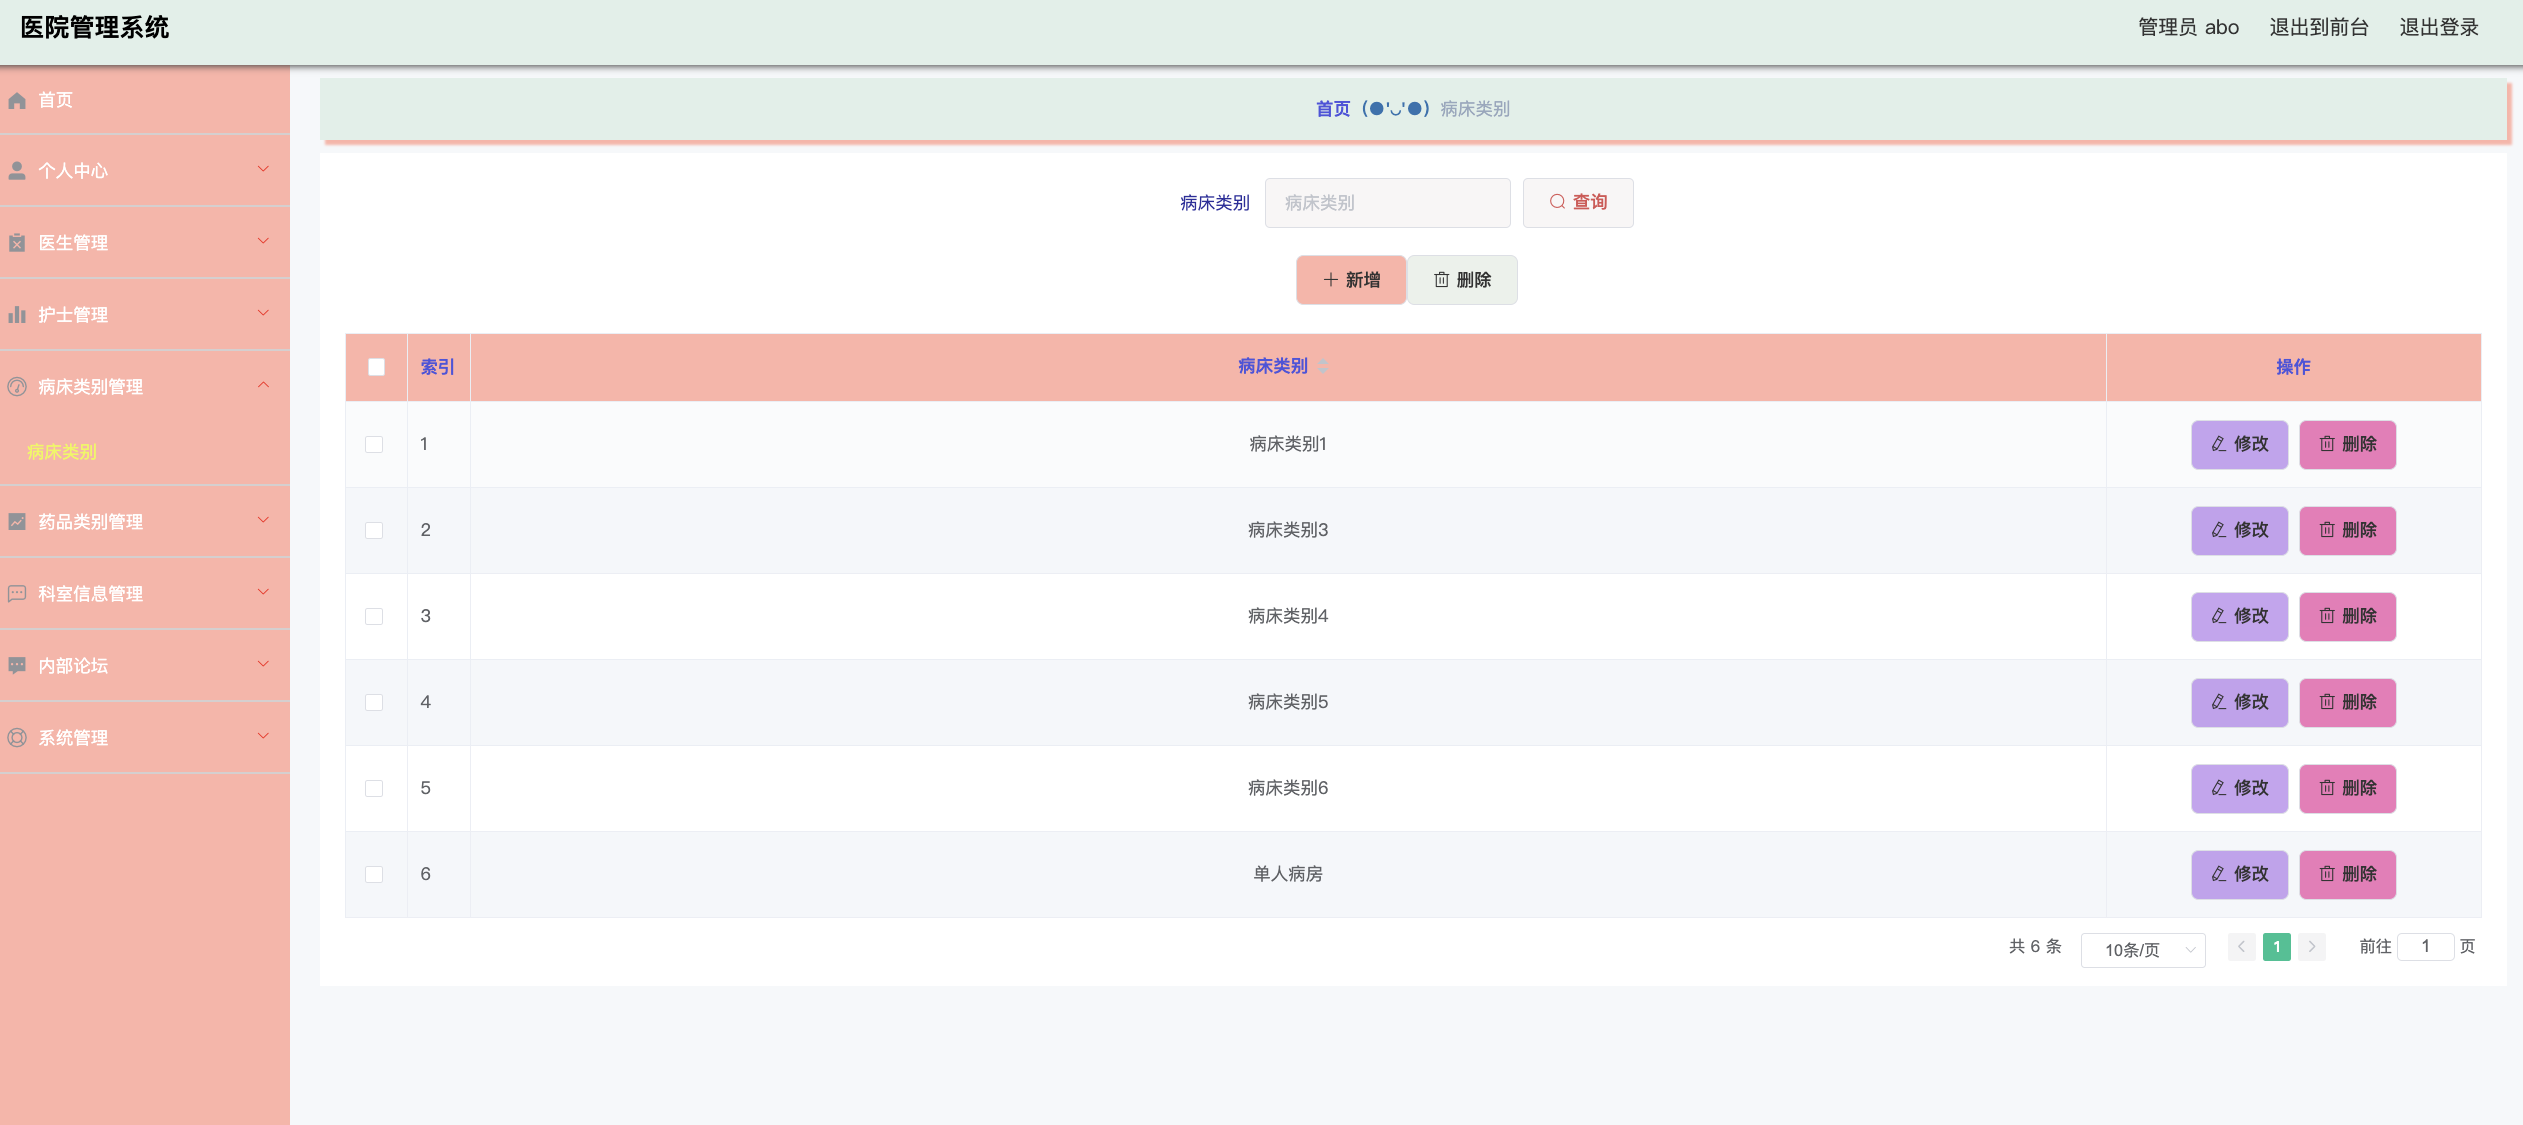 医院管理系统
管理员 abo 退出到前台 退出登录
首页
个人中心
医生管理
护士管理
病床类别管理
病床类别
药品类别管理
科室信息管理
内部论坛
系统管理
首页 (●'◡'●) 病床类别
病床类别 病床类别 查询
新增 删除
索引 病床类别 操作
1 病床类别1 修改 删除
2 病床类别3 修改 删除
3 病床类别4 修改 删除
4 病床类别5 修改 删除
5 病床类别6 修改 删除
6 单人病房 修改 删除
共 6 条 10条/页 1 前往 1 页